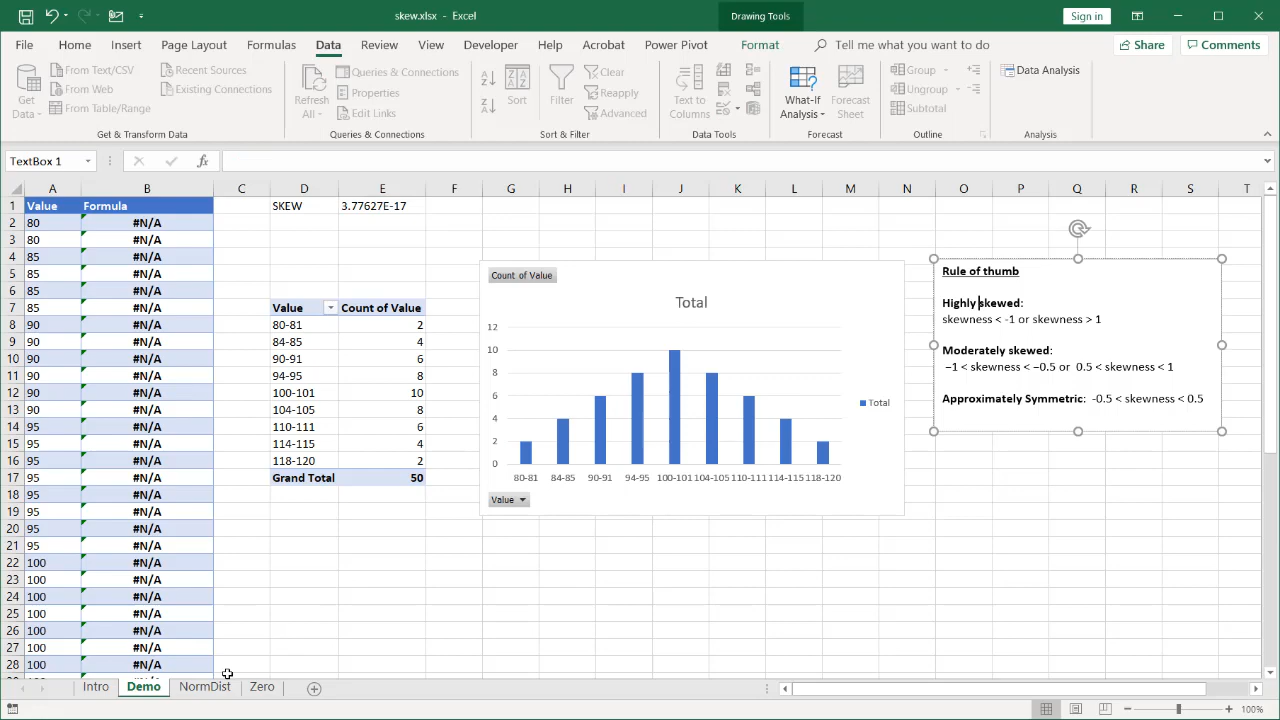 skew.xlsx - Excel
Drawing Tools
Sign in
File Home Insert Page Layout Formulas Data Review View Developer Help Acrobat Power Pivot Format Tell me what you want to do Share Comments
Get Data
From Text/CSV
From Web
From Table/Range
Recent Sources
Existing Connections
Get & Transform Data
Refresh All
Queries & Connections
Properties
Edit Links
Queries & Connections
Sort
Filter
Clear
Reapply
Advanced
Sort & Filter
Text to Columns
Data Tools
What-If Analysis
Forecast Sheet
Forecast
Group
Ungroup
Subtotal
Outline
Data Analysis
Analysis
TextBox 1
A B C D E F G H I J K L M N O P Q R S T
1 Value Formula SKEW 3.77627E-17
2 80 #N/A
3 80 #N/A
4 85 #N/A
5 85 #N/A
6 85 #N/A
7 85 #N/A Value Count of Value
8 90 #N/A 80-81 2
9 90 #N/A 84-85 4
10 90 #N/A 90-91 6
11 90 #N/A 94-95 8
12 90 #N/A 100-101 10
13 90 #N/A 104-105 8
14 95 #N/A 110-111 6
15 95 #N/A 114-115 4
16 95 #N/A 118-120 2
17 95 #N/A Grand Total 50
18 95 #N/A
19 95 #N/A
20 95 #N/A
21 95 #N/A
22 100 #N/A
23 100 #N/A
24 100 #N/A
25 100 #N/A
26 100 #N/A
27 100 #N/A
28 100 #N/A
Count of Value
Total
12
10
8
6
4
2
0
80-81 84-85 90-91 94-95 100-101 104-105 110-111 114-115 118-120
Total
Value
Rule of thumb
Highly skewed:
skewness < -1 or skewness > 1
Moderately skewed:
−1 < skewness < −0.5 or 0.5 < skewness < 1
Approximately Symmetric: -0.5 < skewness < 0.5
Intro Demo NormDist Zero
100%